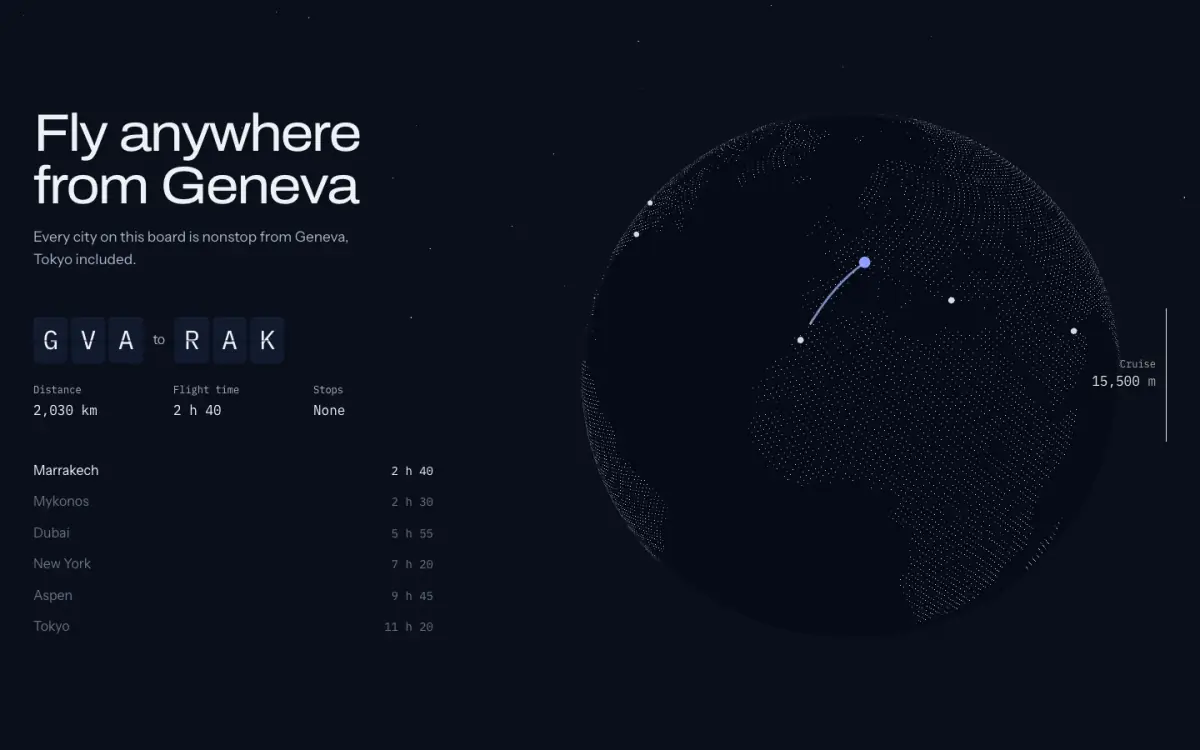 Fly anywhere
from Geneva
Every city on this board is nonstop from Geneva,
Tokyo included.
G V A to R A K
Distance Flight time Stops
2,030 km 2 h 40 None
Marrakech 2 h 40
Mykonos 2 h 30
Dubai 5 h 55
New York 7 h 20
Aspen 9 h 45
Tokyo 11 h 20
Cruise
15,500 m